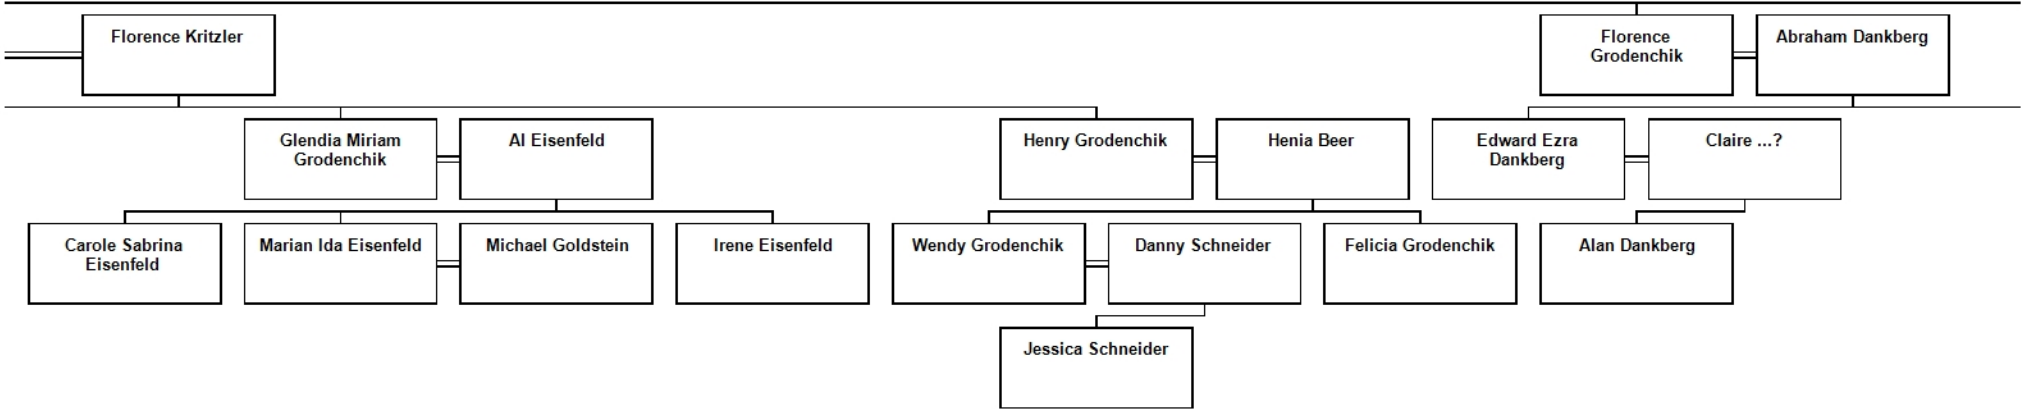 Florence Kritzler
Florence
Grodenchik
Abraham Dankberg
Glendia Miriam
Grodenchik
Al Eisenfeld
Henry Grodenchik
Henia Beer
Edward Ezra
Dankberg
Claire ...?
Carole Sabrina
Eisenfeld
Marian Ida Eisenfeld
Michael Goldstein
Irene Eisenfeld
Wendy Grodenchik
Danny Schneider
Felicia Grodenchik
Alan Dankberg
Jessica Schneider